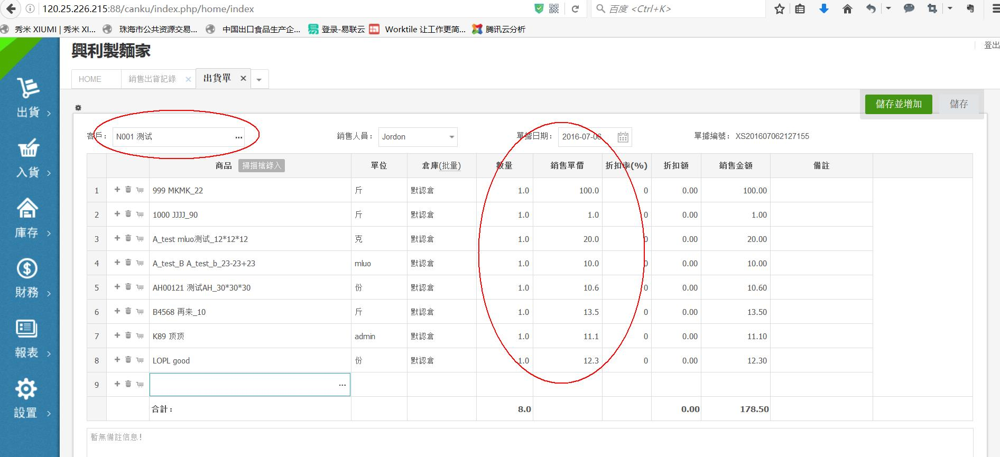 120.25.226.215:88/canku/index.php/home/index
百度 <Ctrl+K>
秀米 XIUMI | 秀米 XI...
珠海市公共资源交易...
中国出口食品生产企...
易
登录-易联云
Worktile 让工作更简...
腾讯云分析
興利製麵家
登出
HOME
銷售出貨記錄
出貨單
儲存並增加
儲存
出貨
入貨
庫存
財務
報表
設置
客戶： N001 测试 ...
銷售人員： Jordon
單據日期： 2016-07-06
單據編號： XS201607062127155
商品 掃描槍錄入 單位 倉庫(批量) 數量 銷售單價 折扣率(%) 折扣額 銷售金額 備註
1 999 MKMK_22 斤 默認倉 1.0 100.0 0 0.00 100.00
2 1000 JJJJ_90 斤 默認倉 1.0 1.0 0 0.00 1.00
3 A_test mluo测试_12*12*12 克 默認倉 1.0 20.0 0 0.00 20.00
4 A_test_B A_test_b_23-23+23 mluo 默認倉 1.0 10.0 0 0.00 10.00
5 AH00121 测试AH_30*30*30 份 默認倉 1.0 10.6 0 0.00 10.60
6 B4568 再来_10 斤 默認倉 1.0 13.5 0 0.00 13.50
7 K89 顶顶 admin 默認倉 1.0 11.1 0 0.00 11.10
8 LOPL good 份 默認倉 1.0 12.3 0 0.00 12.30
9 ...
合計： 8.0 0.00 178.50
暫無備註信息！